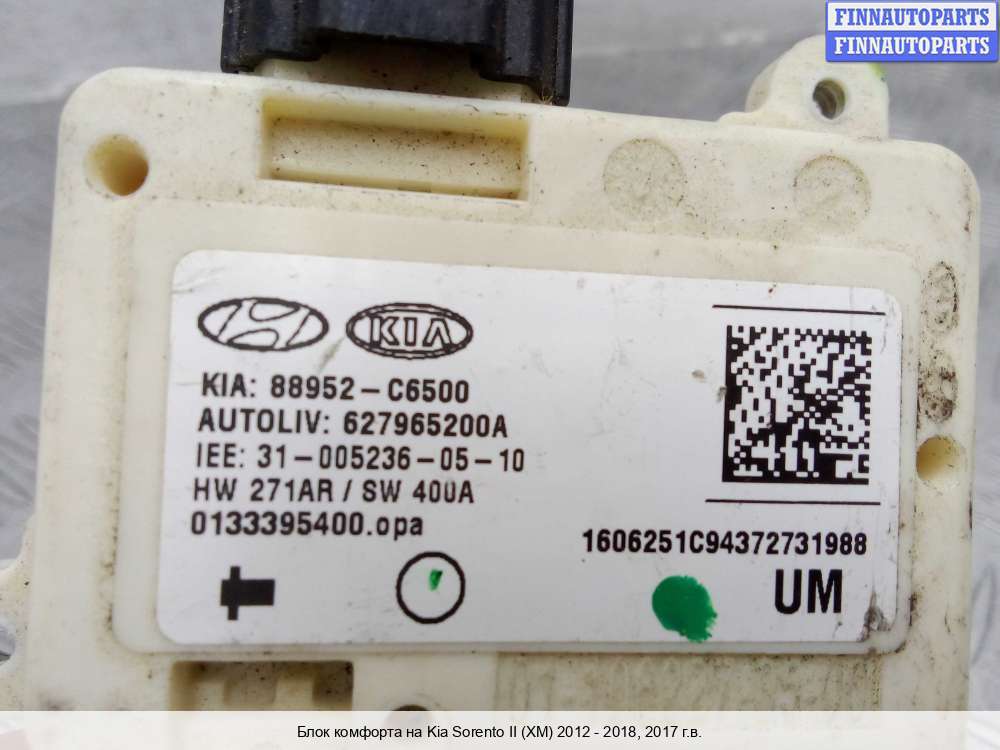 FINNAUTOPARTS
FINNAUTOPARTS
KIA
KIA: 88952-C6500
AUTOLIV: 627965200A
IEE: 31-005236-05-10
HW 271AR / SW 400A
0133395400.opa
1606251C94372731988
UM
Блок комфорта на Kia Sorento II (XM) 2012 - 2018, 2017 г.в.